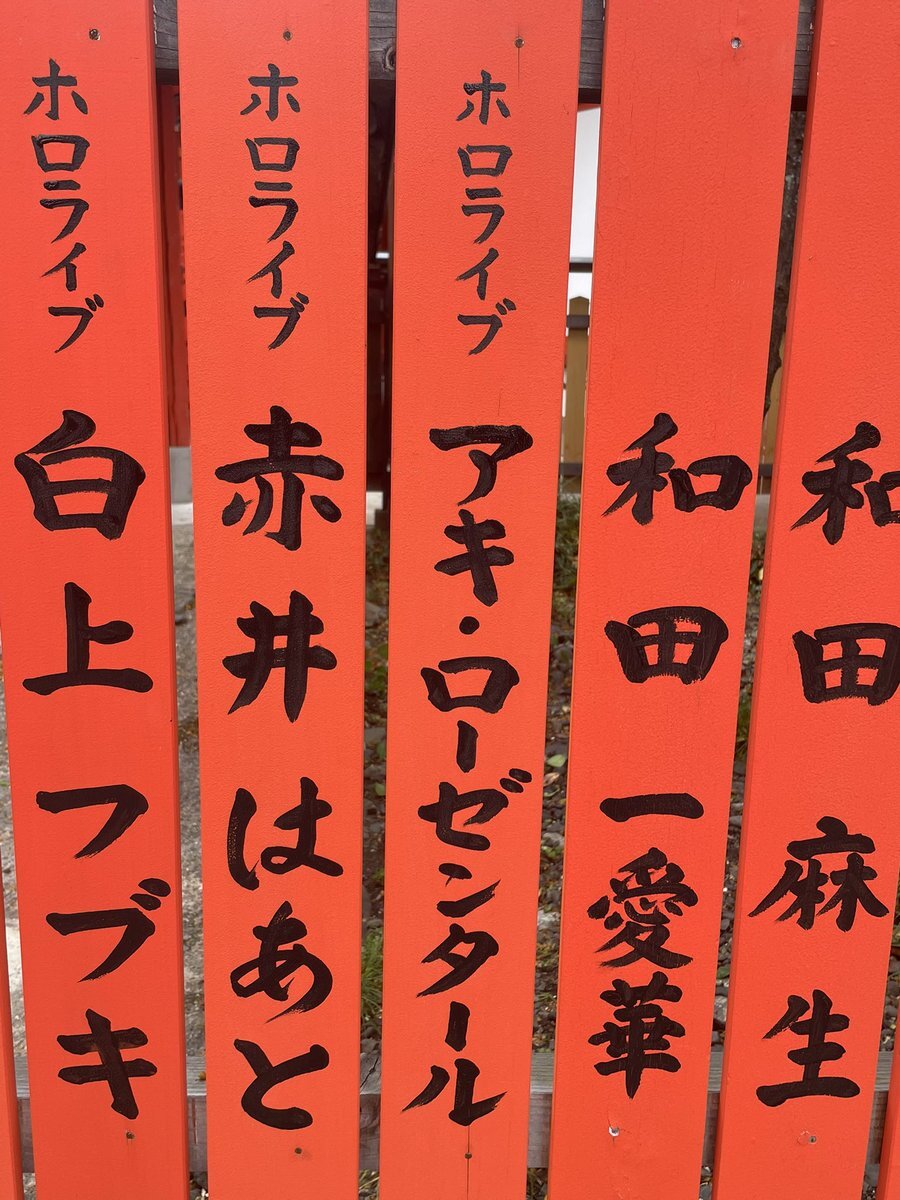 和田 麻生
和田 一愛華
ホロライブ アキ・ローゼンタール
ホロライブ 赤井はあと
ホロライブ 白上フブキ